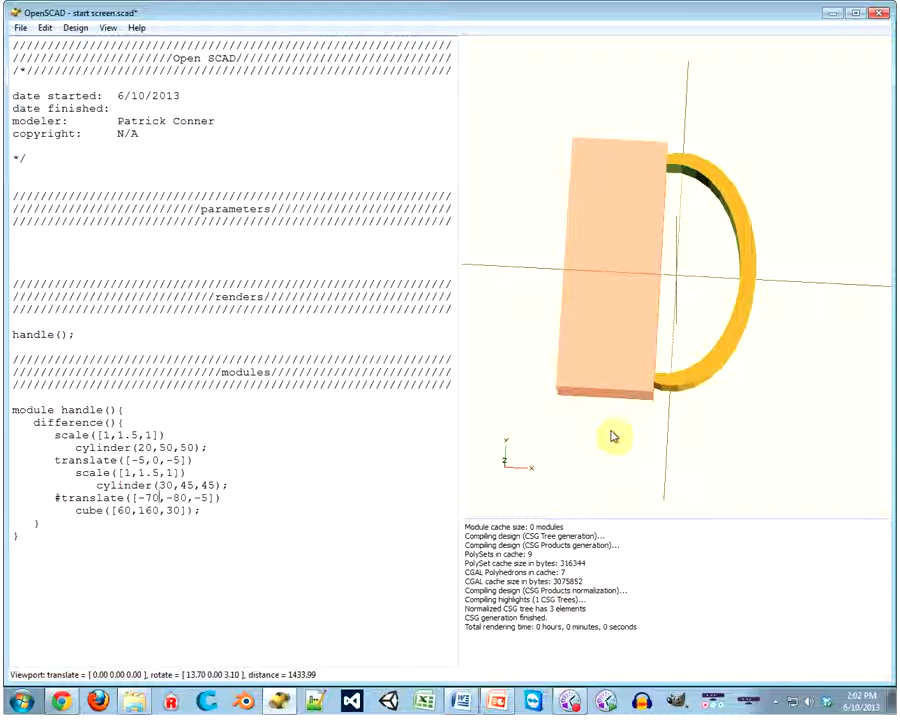 OpenSCAD - start screen.scad*
File Edit Design View Help
///////////////////////////////////////////////////////////////
///////////////////////Open SCAD///////////////////////////////
/*/////////////////////////////////////////////////////////////
date started: 6/10/2013
date finished:
modeler: Patrick Conner
copyright: N/A
*/
///////////////////////////////////////////////////////////////
///////////////////////////parameters//////////////////////////
///////////////////////////////////////////////////////////////
///////////////////////////////////////////////////////////////
/////////////////////////////renders///////////////////////////
///////////////////////////////////////////////////////////////
handle();
///////////////////////////////////////////////////////////////
//////////////////////////////modules//////////////////////////
///////////////////////////////////////////////////////////////
module handle(){
difference(){
scale([1,1.5,1])
cylinder(20,50,50);
translate([-5,0,-5])
scale([1,1.5,1])
cylinder(30,45,45);
#translate([-70,-80,-5])
cube([60,160,30]);
}
}
Y
Z
X
Module cache size: 0 modules
Compiling design (CSG Tree generation)...
Compiling design (CSG Products generation)...
PolySets in cache: 9
PolySet cache size in bytes: 316344
CGAL Polyhedrons in cache: 7
CGAL cache size in bytes: 3075852
Compiling design (CSG Products normalization)...
Compiling highlights (1 CSG Trees)...
Normalized CSG tree has 3 elements
CSG generation finished.
Total rendering time: 0 hours, 0 minutes, 0 seconds
Viewport: translate = [ 0.00 0.00 0.00 ], rotate = [ 13.70 0.00 3.10 ], distance = 1433.99
2:02 PM
6/10/2013